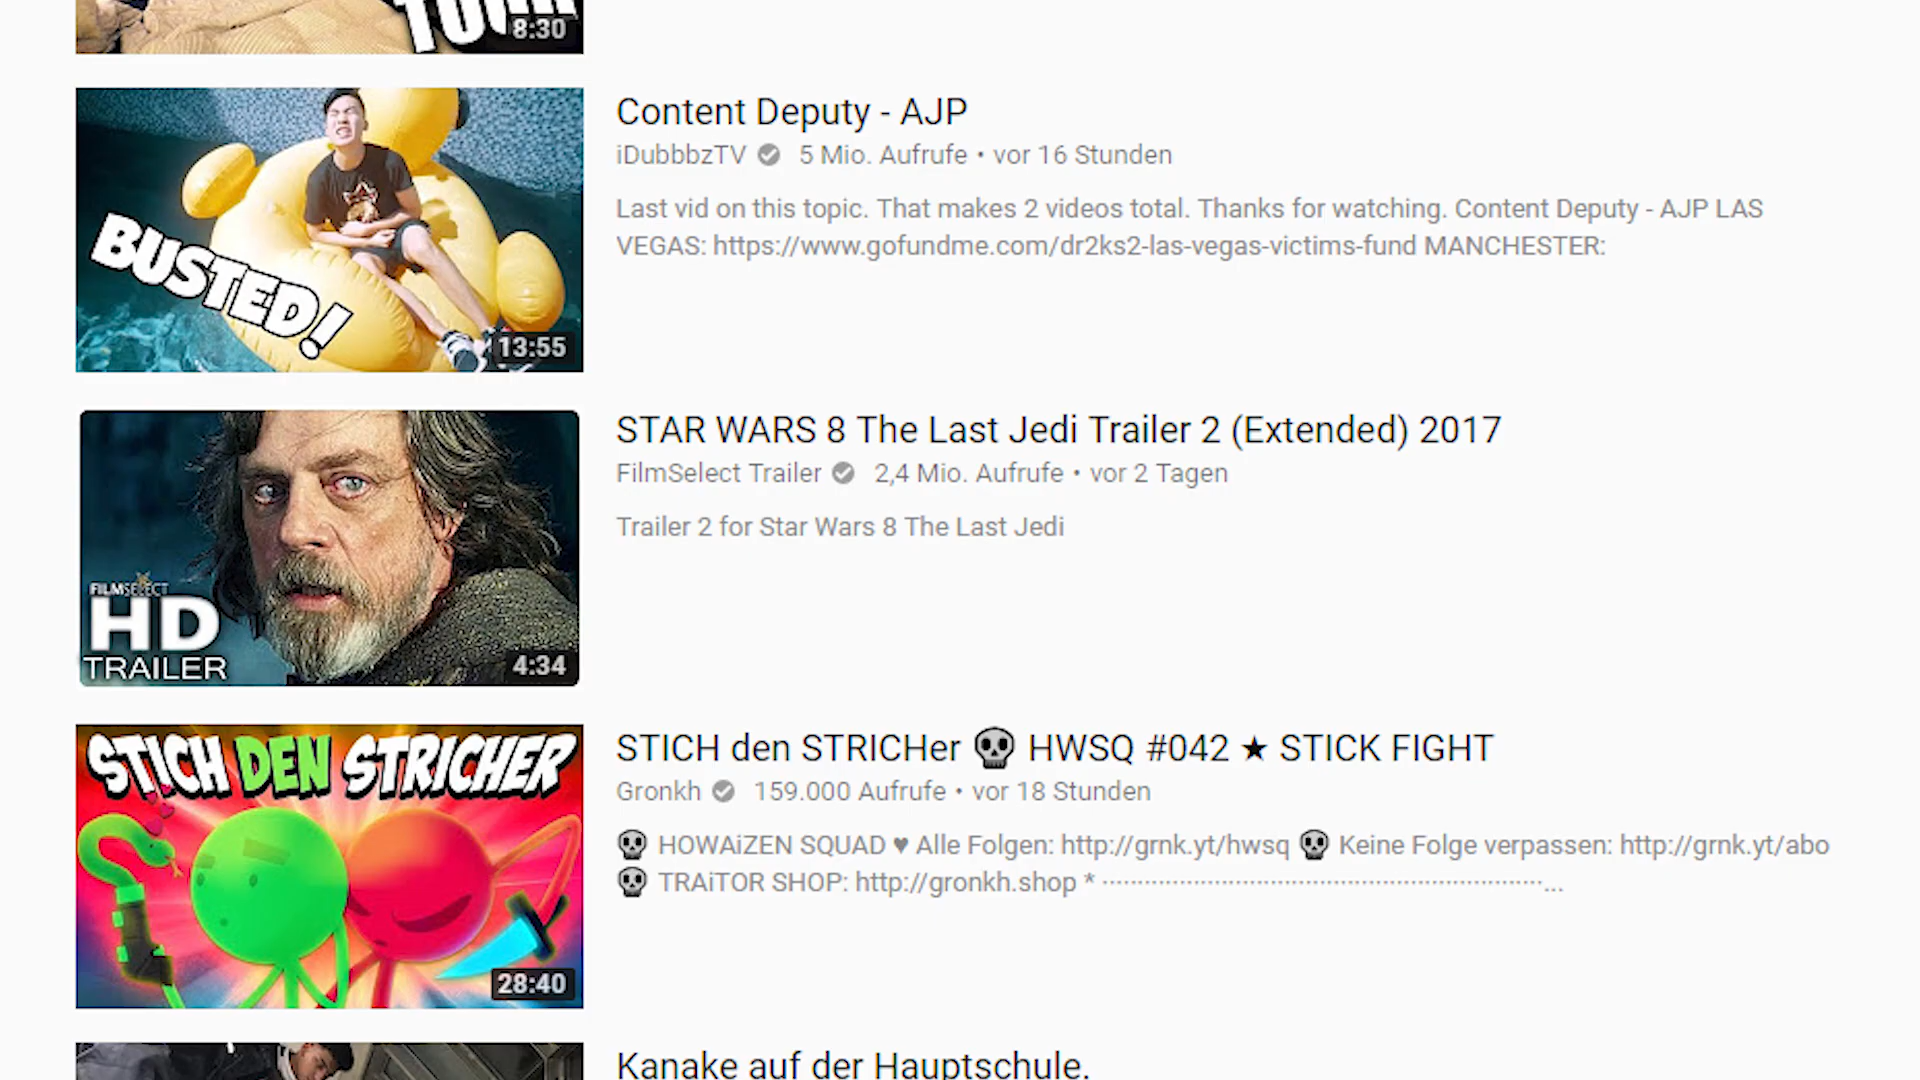 8:30
Content Deputy - AJP
iDubbbzTV 5 Mio. Aufrufe • vor 16 Stunden
Last vid on this topic. That makes 2 videos total. Thanks for watching. Content Deputy - AJP LAS
VEGAS: https://www.gofundme.com/dr2ks2-las-vegas-victims-fund MANCHESTER:
BUSTED!
13:55
STAR WARS 8 The Last Jedi Trailer 2 (Extended) 2017
FilmSelect Trailer 2,4 Mio. Aufrufe • vor 2 Tagen
Trailer 2 for Star Wars 8 The Last Jedi
FILMSELECT
HD
TRAILER
4:34
STICH DEN STRICHER
28:40
STICH den STRICHer 💀 HWSQ #042 ★ STICK FIGHT
Gronkh 159.000 Aufrufe • vor 18 Stunden
💀 HOWAiZEN SQUAD ♥ Alle Folgen: http://grnk.yt/hwsq 💀 Keine Folge verpassen: http://grnk.yt/abo
💀 TRAiTOR SHOP: http://gronkh.shop * ·······························································...
Kanake auf der Hauptschule.